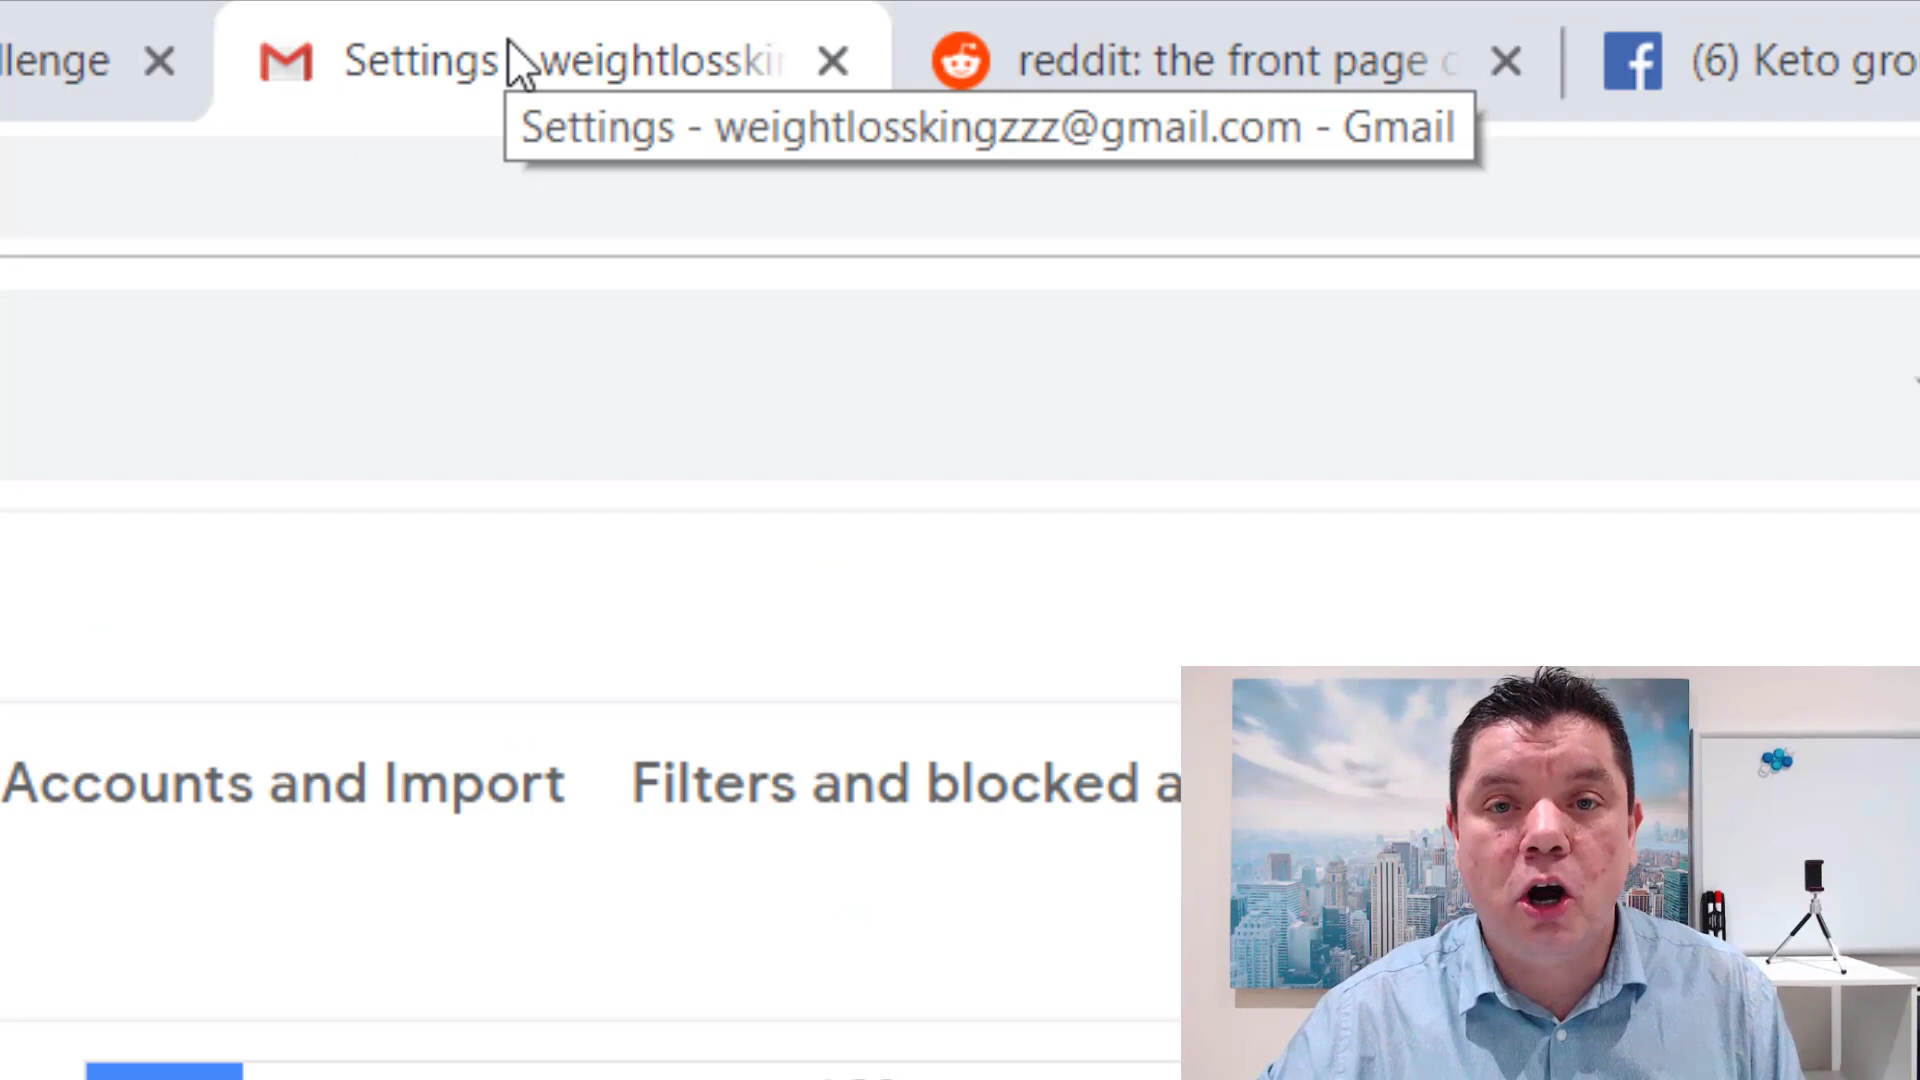 llenge
Settings - weightlosskin
reddit: the front page o
(6) Keto gro
Settings - weightlosskingzzz@gmail.com - Gmail
Accounts and Import
Filters and blocked a